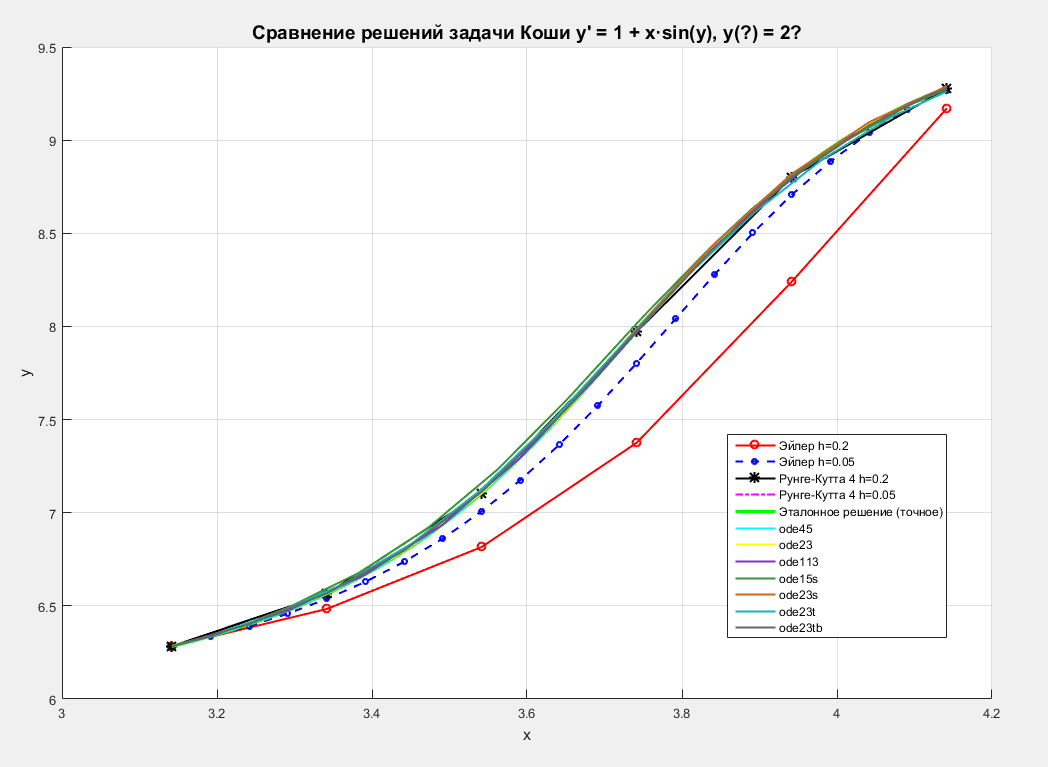 Сравнение решений задачи Коши y' = 1 + x·sin(y), y(?) = 2?
9.5
9
8.5
8
7.5
7
6.5
6
y
3 3.2 3.4 3.6 3.8 4 4.2
x
Эйлер h=0.2
Эйлер h=0.05
Рунге-Кутта 4 h=0.2
Рунге-Кутта 4 h=0.05
Эталонное решение (точное)
ode45
ode23
ode113
ode15s
ode23s
ode23t
ode23tb